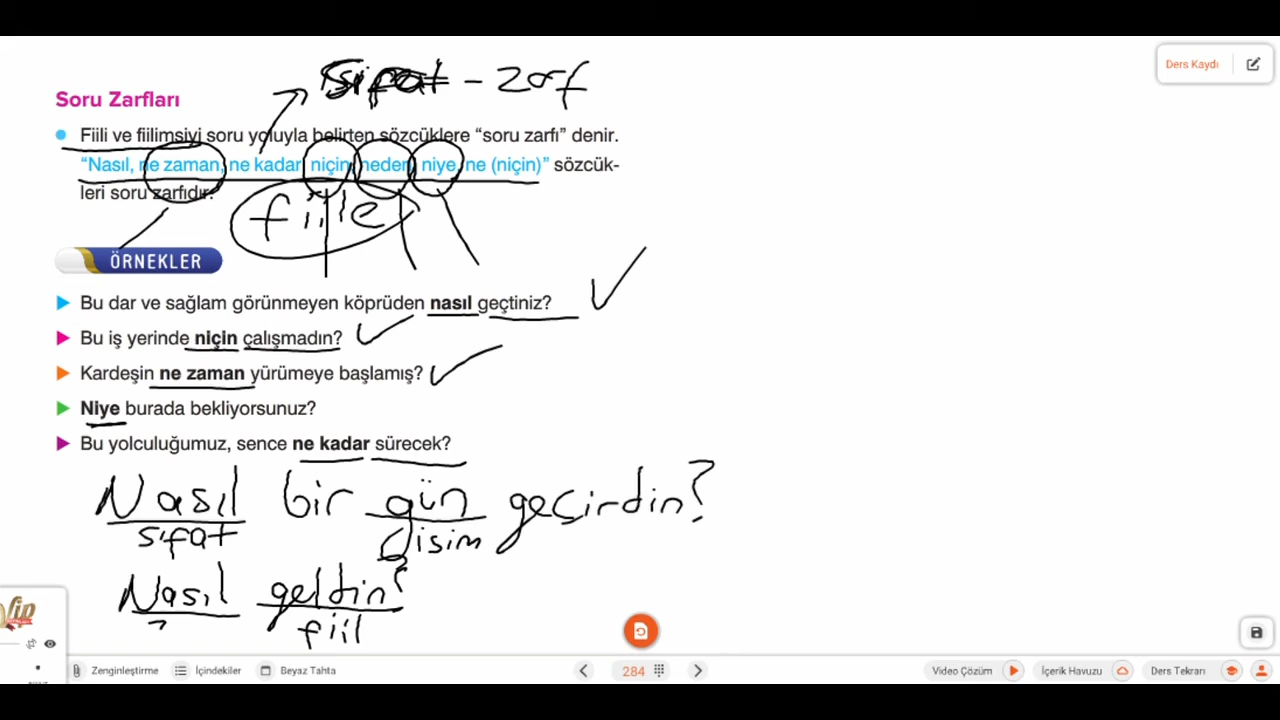 Ders Kaydı
sıfat - zarf
Soru Zarfları
Fiili ve fiilimsiyi soru yoluyla belirten sözcüklere “soru zarfı” denir.
“Nasıl, ne zaman, ne kadar niçin, neden, niye, ne (niçin)” sözcük-
leri soru zarfıdır.
fiile
ÖRNEKLER
Bu dar ve sağlam görünmeyen köprüden nasıl geçtiniz?
Bu iş yerinde niçin çalışmadın?
Kardeşin ne zaman yürümeye başlamış?
Niye burada bekliyorsunuz?
Bu yolculuğumuz, sence ne kadar sürecek?
Nasıl bir gün geçirdin?
sıfat isim
Nasıl geldin?
fiil
Zenginleştirme
İçindekiler
Beyaz Tahta
284
Video Çözüm
İçerik Havuzu
Ders Tekrarı